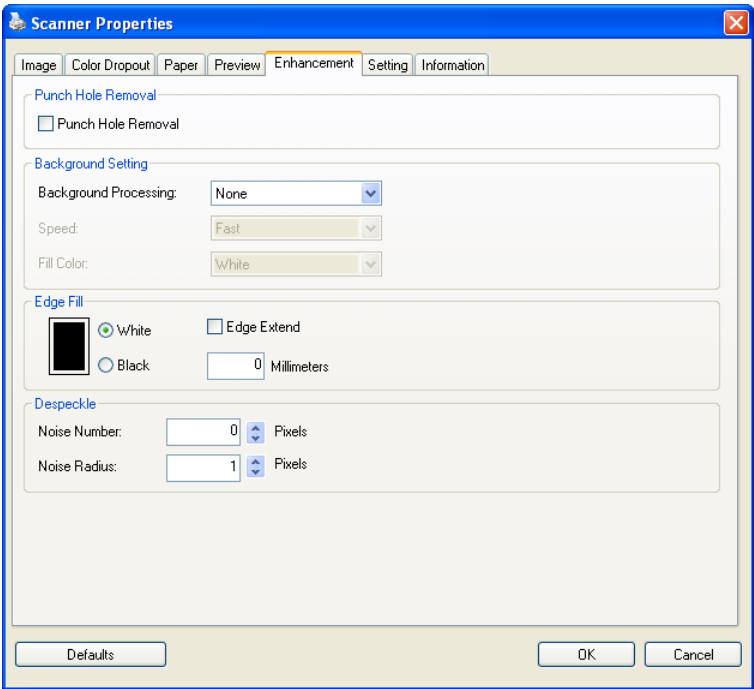 Scanner Properties
Image Color Dropout Paper Preview Enhancement Setting Information
Punch Hole Removal
Punch Hole Removal
Background Setting
Background Processing: None
Speed: Fast
Fill Color: White
Edge Fill
White Edge Extend
Black 0 Millimeters
Despeckle
Noise Number: 0 Pixels
Noise Radius: 1 Pixels
Defaults OK Cancel